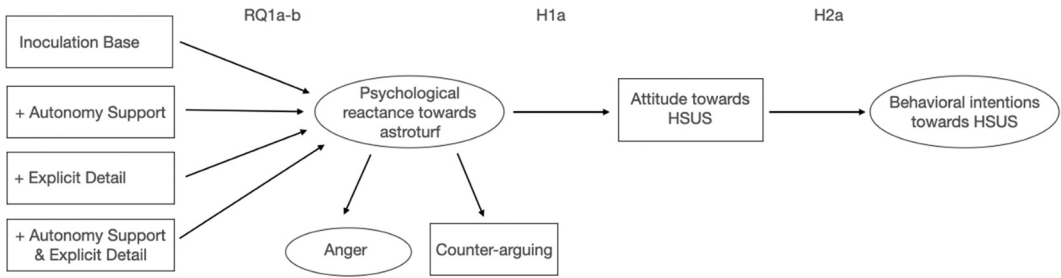 RQ1a-b
H1a
H2a
Inoculation Base
+ Autonomy Support
+ Explicit Detail
+ Autonomy Support
& Explicit Detail
Psychological
reactance towards
astroturf
Anger
Counter-arguing
Attitude towards
HSUS
Behavioral intentions
towards HSUS